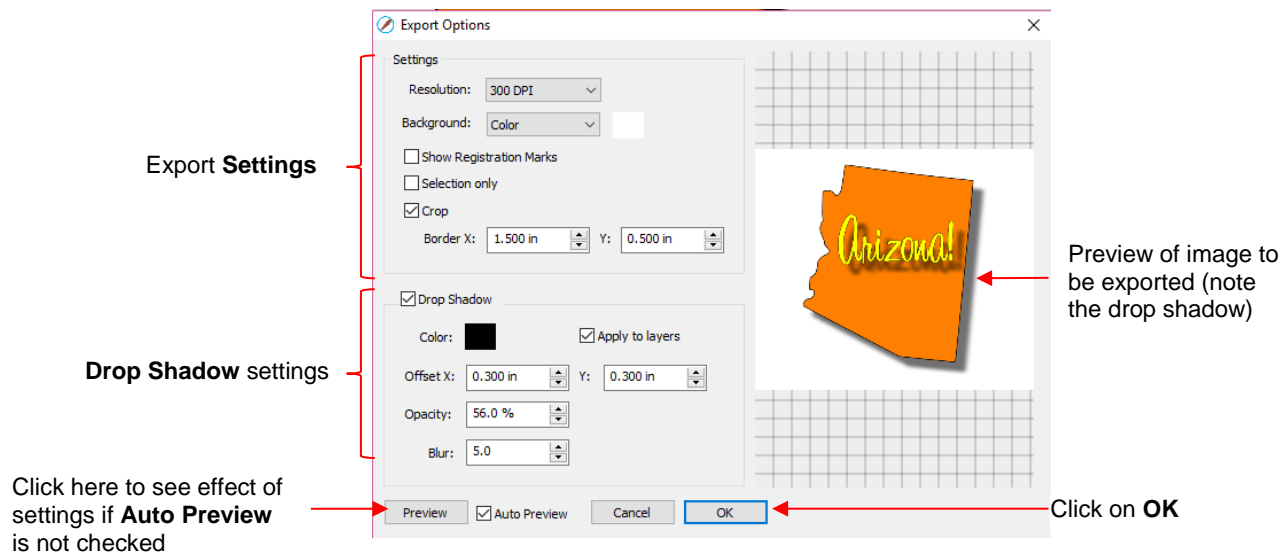 Export Options
Settings
Resolution: 300 DPI
Background: Color
Show Registration Marks
Selection only
Crop
Border X: 1.500 in Y: 0.500 in
Drop Shadow
Color: Apply to layers
Offset X: 0.300 in Y: 0.300 in
Opacity: 56.0 %
Blur: 5.0
Preview Auto Preview Cancel OK
Arizona!
Export Settings
Drop Shadow settings
Click here to see effect of
settings if Auto Preview
is not checked
Preview of image to
be exported (note
the drop shadow)
Click on OK